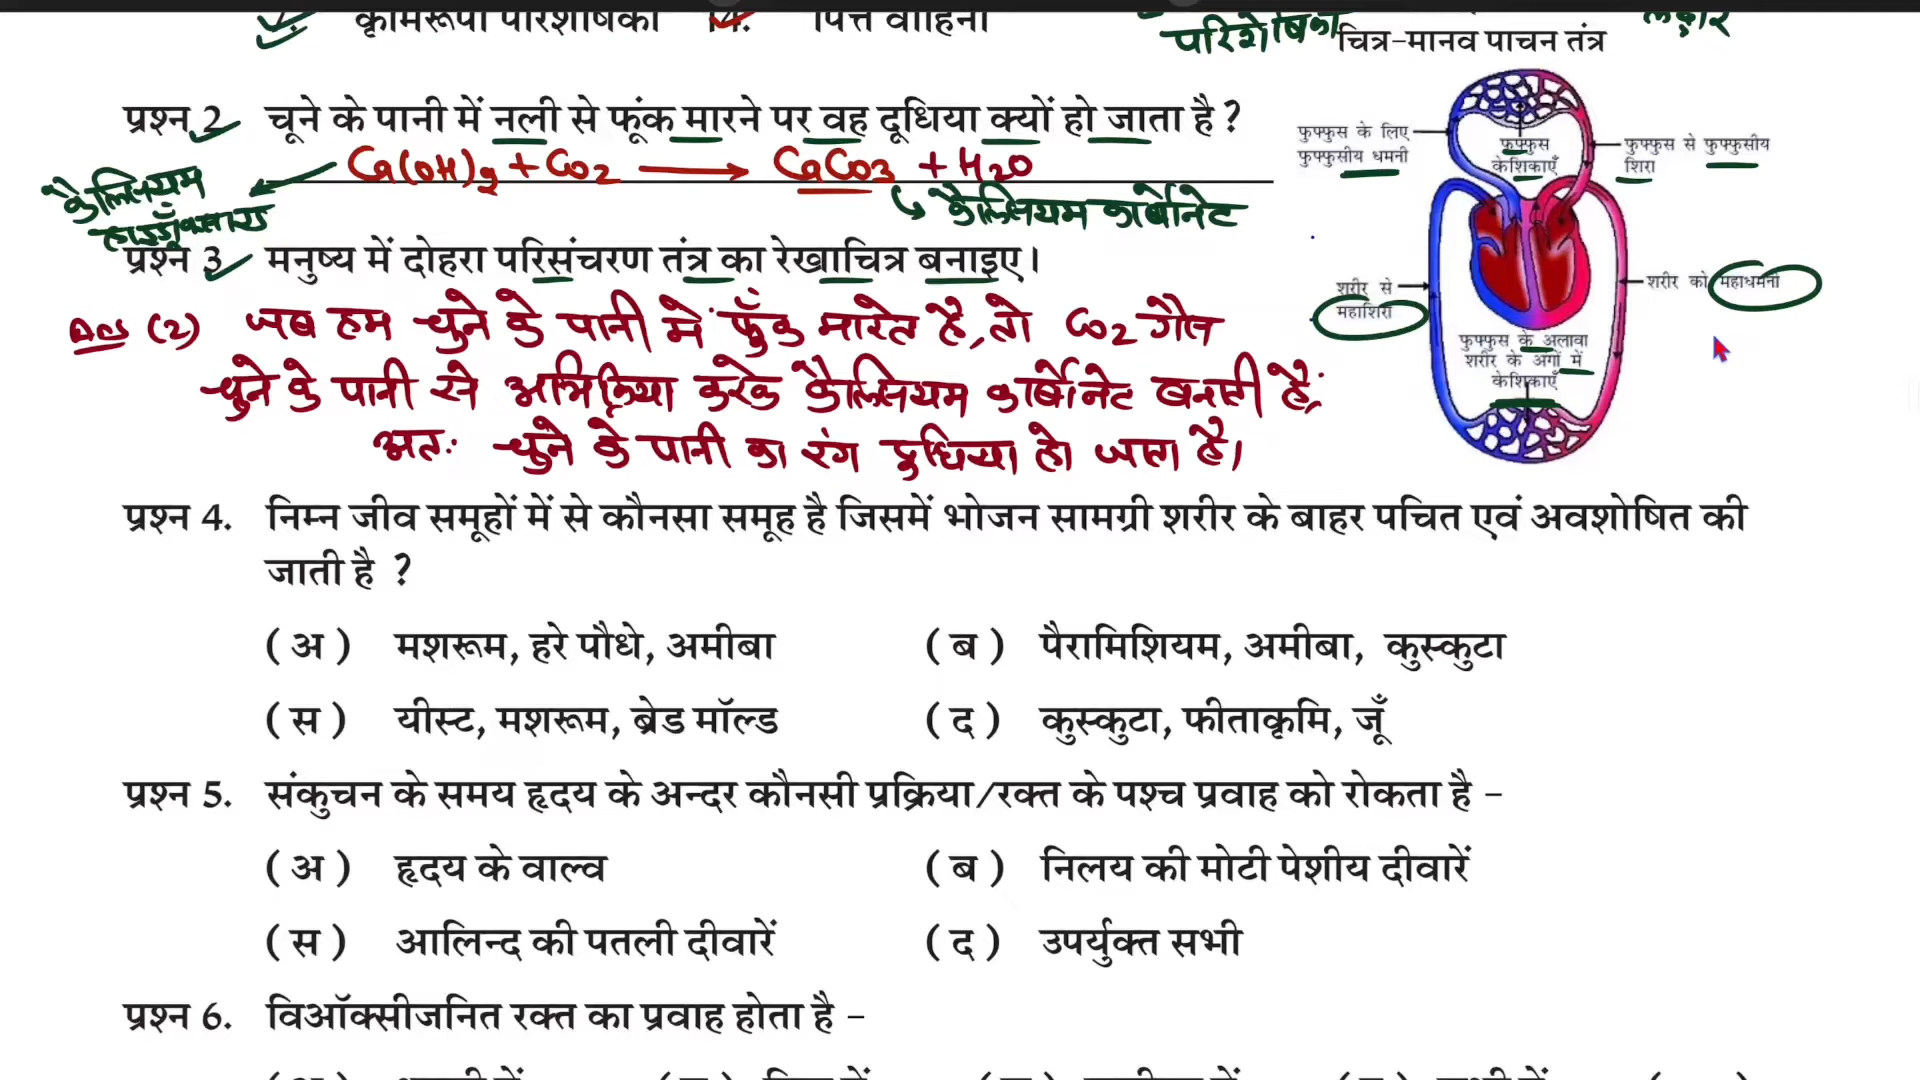 कृमिरूपी परिशोषिका 14. पित्त वाहिनी
परिशेषिका
चित्र-मानव पाचन तंत्र
प्रश्न 2 चूने के पानी में नली से फूंक मारने पर वह दूधिया क्यों हो जाता है ?
Ca(OH)2 + CO2 ⟶ CaCO3 + H2O
कैल्सियम
कैल्सियम कार्बोनेट
प्रश्न 3 मनुष्य में दोहरा परिसंचरण तंत्र का रेखाचित्र बनाइए।
फुफ्फुस के लिए
फुफ्फुसीय धमनी
फुफ्फुस
केशिकाएँ
फुफ्फुस से फुफ्फुसीय
शिरा
शरीर से
महाशिरा
शरीर को महाधमनी
फुफ्फुस के अलावा
शरीर के अंगों में
केशिकाएँ
Ans (2) जब हम चुने के पानी में फूँक मारते है, तो CO2 गैस
चुने के पानी से अभिक्रिया करके कैल्सियम कार्बोनेट बनाती है;
अतः चुने के पानी का रंग दुधिया हो जाता है।
प्रश्न 4. निम्न जीव समूहों में से कौनसा समूह है जिसमें भोजन सामग्री शरीर के बाहर पचित एवं अवशोषित की
जाती है ?
( अ ) मशरूम, हरे पौधे, अमीबा ( ब ) पैरामिशियम, अमीबा, कुस्कुटा
( स ) यीस्ट, मशरूम, ब्रेड मॉल्ड ( द ) कुस्कुटा, फीताकृमि, जूँ
प्रश्न 5. संकुचन के समय हृदय के अन्दर कौनसी प्रक्रिया/रक्त के पश्च प्रवाह को रोकता है –
( अ ) हृदय के वाल्व ( ब ) निलय की मोटी पेशीय दीवारें
( स ) आलिन्द की पतली दीवारें ( द ) उपर्युक्त सभी
प्रश्न 6. विऑक्सीजनित रक्त का प्रवाह होता है –